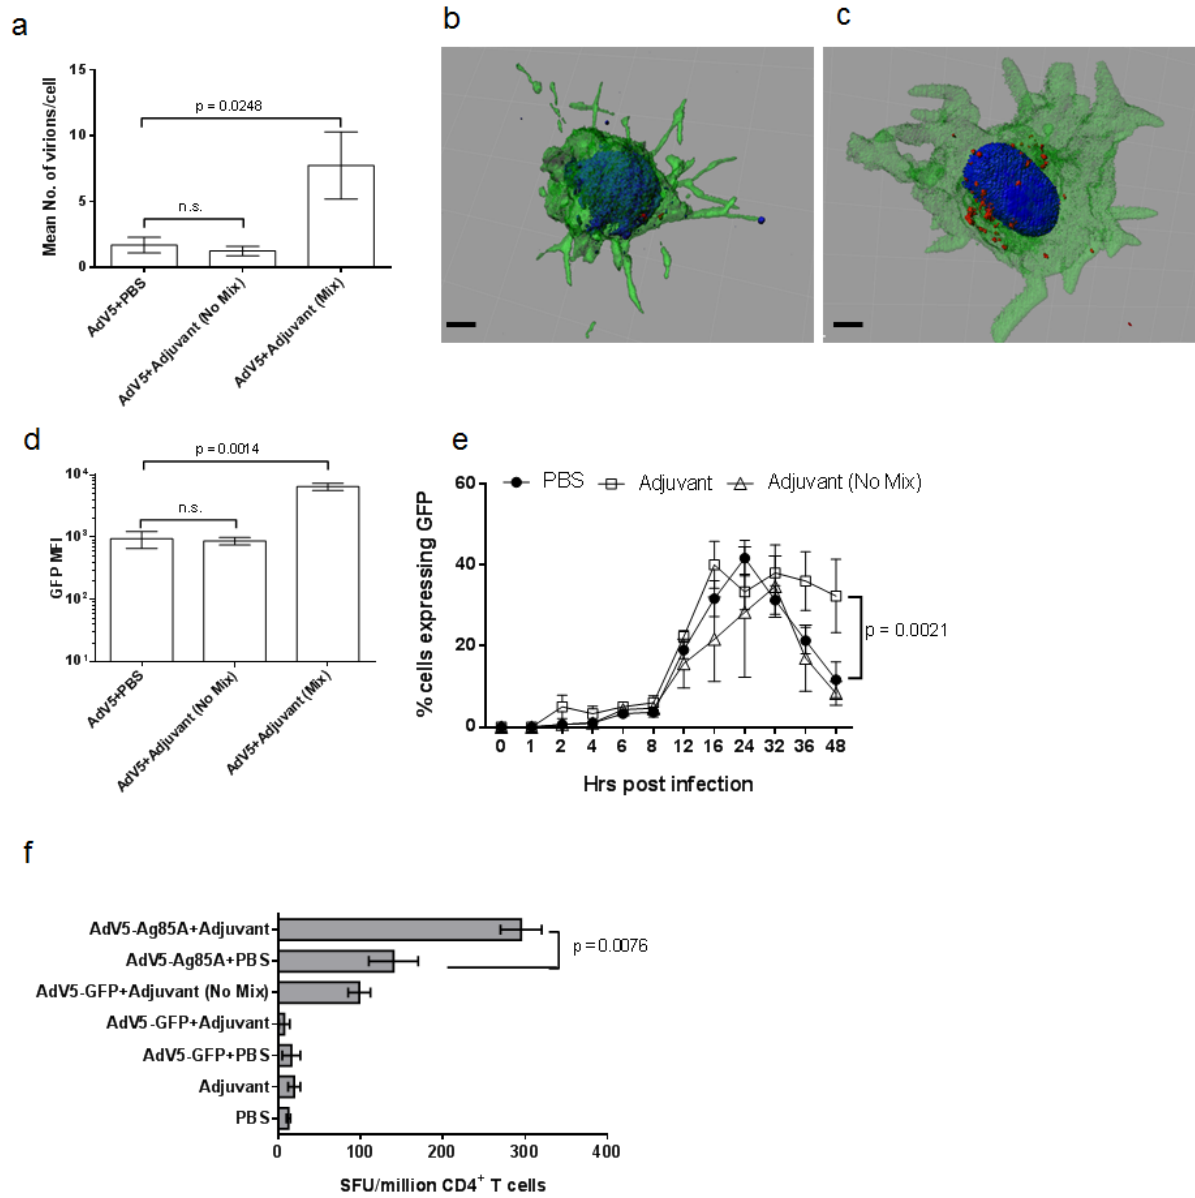 a
b
c
15
10
5
0
Mean No. of virions/cell
p = 0.0248
n.s.
AdV5+PBS
AdV5+Adjuvant (No Mix)
AdV5+Adjuvant (Mix)
d
10⁴
10³
10²
10¹
GFP MFI
p = 0.0014
n.s.
AdV5+PBS
AdV5+Adjuvant (No Mix)
AdV5+Adjuvant (Mix)
e
PBS Adjuvant Adjuvant (No Mix)
60
40
20
0
% cells expressing GFP
p = 0.0021
0 1 2 4 6 8 12 16 24 32 36 48
Hrs post infection
f
AdV5-Ag85A+Adjuvant
AdV5-Ag85A+PBS
AdV5-GFP+Adjuvant (No Mix)
AdV5-GFP+Adjuvant
AdV5-GFP+PBS
Adjuvant
PBS
p = 0.0076
0 100 200 300 400
SFU/million CD4⁺ T cells